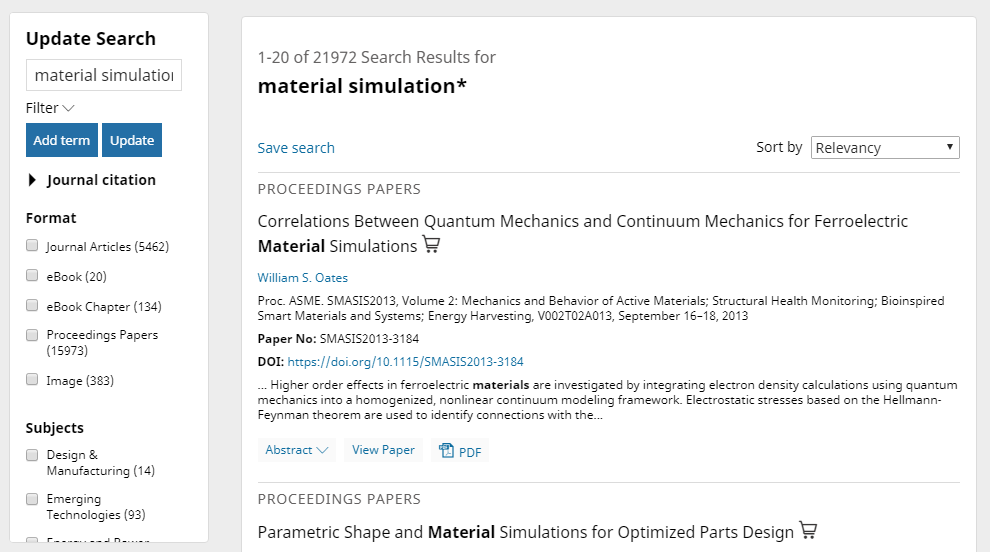 Update Search
material simulation
Filter
Add term Update
Journal citation
Format
Journal Articles (5462)
eBook (20)
eBook Chapter (134)
Proceedings Papers
(15973)
Image (383)
Subjects
Design &
Manufacturing (14)
Emerging
Technologies (93)
Energy and Power
1-20 of 21972 Search Results for
material simulation*
Save search
Sort by Relevancy
PROCEEDINGS PAPERS
Correlations Between Quantum Mechanics and Continuum Mechanics for Ferroelectric
Material Simulations
William S. Oates
Proc. ASME. SMASIS2013, Volume 2: Mechanics and Behavior of Active Materials; Structural Health Monitoring; Bioinspired
Smart Materials and Systems; Energy Harvesting, V002T02A013, September 16–18, 2013
Paper No: SMASIS2013-3184
DOI: https://doi.org/10.1115/SMASIS2013-3184
... Higher order effects in ferroelectric materials are investigated by integrating electron density calculations using quantum
mechanics into a homogenized, nonlinear continuum modeling framework. Electrostatic stresses based on the Hellmann-
Feynman theorem are used to identify connections with the...
Abstract View Paper PDF
PROCEEDINGS PAPERS
Parametric Shape and Material Simulations for Optimized Parts Design